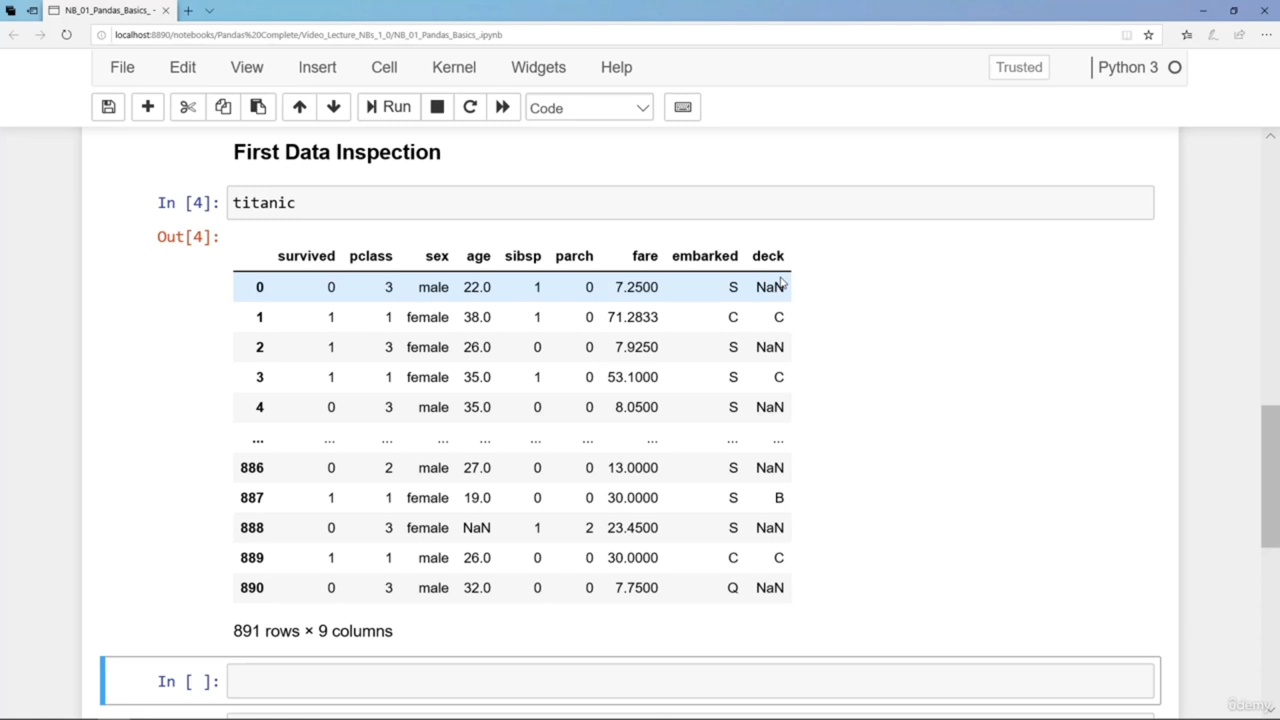 NB_01_Pandas_Basics_ -
localhost:8890/notebooks/Pandas%20Complete/Video_Lecture_NBs_1_0/NB_01_Pandas_Basics_.ipynb
File Edit View Insert Cell Kernel Widgets Help Trusted Python 3
Run Code
First Data Inspection
In [4]: titanic
Out[4]:
survived pclass sex age sibsp parch fare embarked deck
0 0 3 male 22.0 1 0 7.2500 S NaN
1 1 1 female 38.0 1 0 71.2833 C C
2 1 3 female 26.0 0 0 7.9250 S NaN
3 1 1 female 35.0 1 0 53.1000 S C
4 0 3 male 35.0 0 0 8.0500 S NaN
... ... ... ... ... ... ... ... ... ...
886 0 2 male 27.0 0 0 13.0000 S NaN
887 1 1 female 19.0 0 0 30.0000 S B
888 0 3 female NaN 1 2 23.4500 S NaN
889 1 1 male 26.0 0 0 30.0000 C C
890 0 3 male 32.0 0 0 7.7500 Q NaN
891 rows × 9 columns
In [ ]:
ûdemy